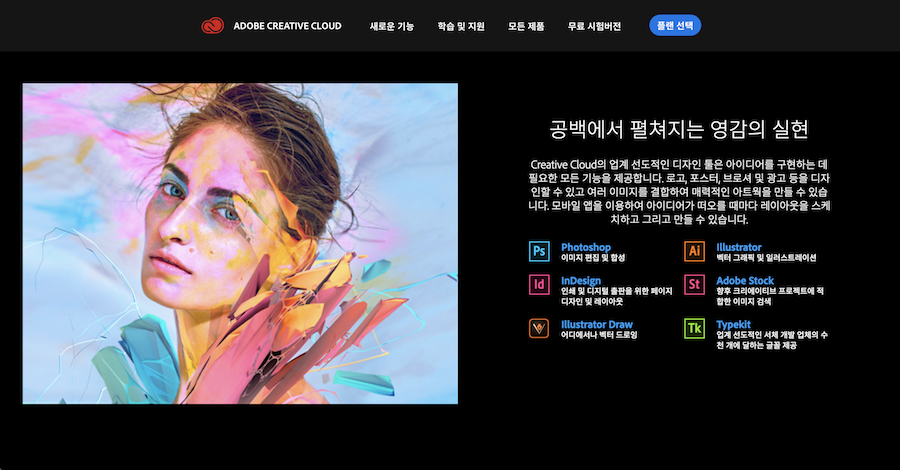 ADOBE CREATIVE CLOUD 새로운 기능 학습 및 지원 모든 제품 무료 시험버전 플랜 선택
공백에서 펼쳐지는 영감의 실현
Creative Cloud의 업계 선도적인 디자인 툴은 아이디어를 구현하는 데
필요한 모든 기능을 제공합니다. 로고, 포스터, 브로셔 및 광고 등을 디자
인할 수 있고 여러 이미지를 결합하여 매력적인 아트웍을 만들 수 있습
니다. 모바일 앱을 이용하여 아이디어가 떠오를 때마다 레이아웃을 스케
치하고 그리고 만들 수 있습니다.
Ps Photoshop
이미지 편집 및 합성
Ai Illustrator
벡터 그래픽 및 일러스트레이션
Id InDesign
인쇄 및 디지털 출판을 위한 페이지
디자인 및 레이아웃
St Adobe Stock
향후 크리에이티브 프로젝트에 적
합한 이미지 검색
Illustrator Draw
어디에서나 벡터 드로잉
Tk Typekit
업계 선도적인 서체 개발 업체의 수
천 개에 달하는 글꼴 제공